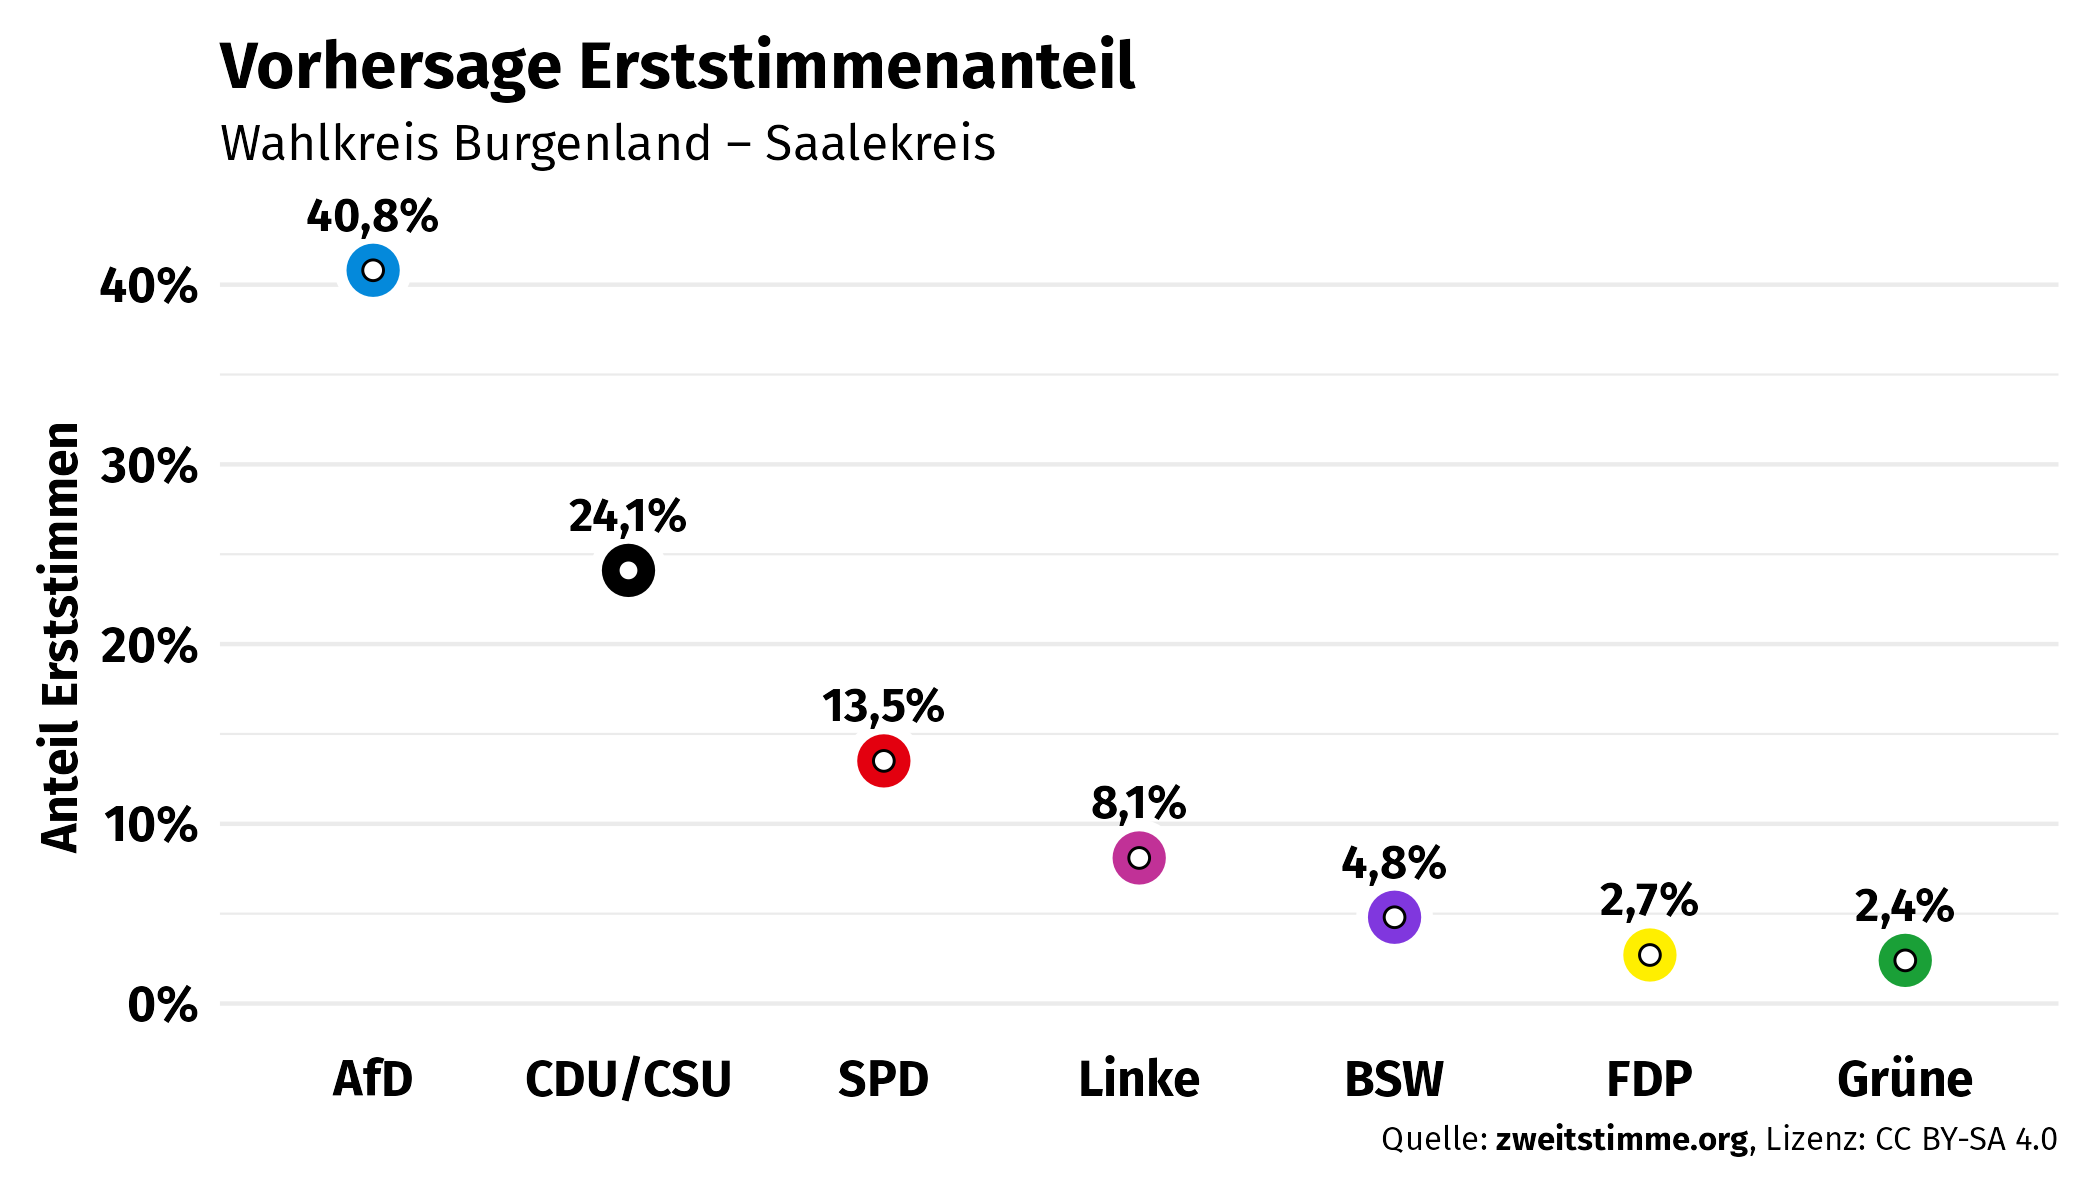 Vorhersage Erststimmenanteil
Wahlkreis Burgenland – Saalekreis
Anteil Erststimmen
40%
30%
20%
10%
0%
40,8%
24,1%
13,5%
8,1%
4,8%
2,7%
2,4%
AfD CDU/CSU SPD Linke BSW FDP Grüne
Quelle: zweitstimme.org, Lizenz: CC BY-SA 4.0